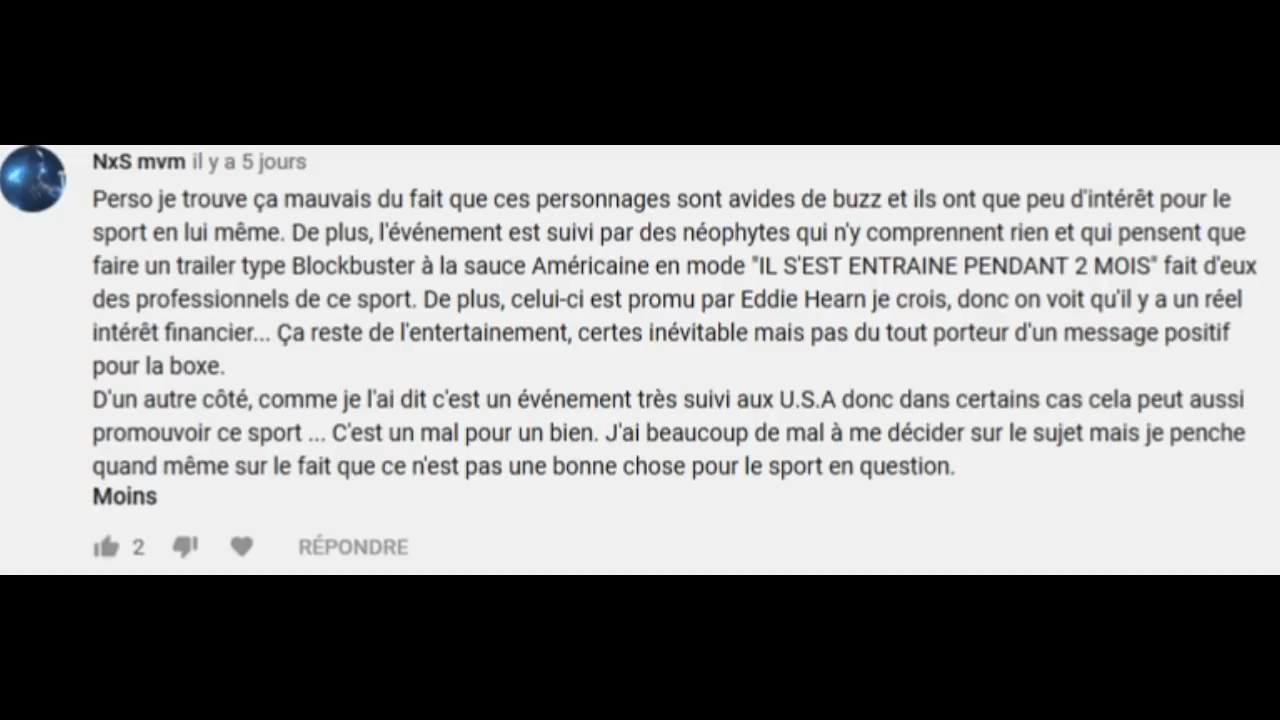 NxS mvm il y a 5 jours
Perso je trouve ça mauvais du fait que ces personnages sont avides de buzz et ils ont que peu d'intérêt pour le
sport en lui même. De plus, l'événement est suivi par des néophytes qui n'y comprennent rien et qui pensent que
faire un trailer type Blockbuster à la sauce Américaine en mode "IL S'EST ENTRAINE PENDANT 2 MOIS" fait d'eux
des professionnels de ce sport. De plus, celui-ci est promu par Eddie Hearn je crois, donc on voit qu'il y a un réel
intérêt financier... Ça reste de l'entertainement, certes inévitable mais pas du tout porteur d'un message positif
pour la boxe.
D'un autre côté, comme je l'ai dit c'est un événement très suivi aux U.S.A donc dans certains cas cela peut aussi
promouvoir ce sport ... C'est un mal pour un bien. J'ai beaucoup de mal à me décider sur le sujet mais je penche
quand même sur le fait que ce n'est pas une bonne chose pour le sport en question.
Moins
2 RÉPONDRE